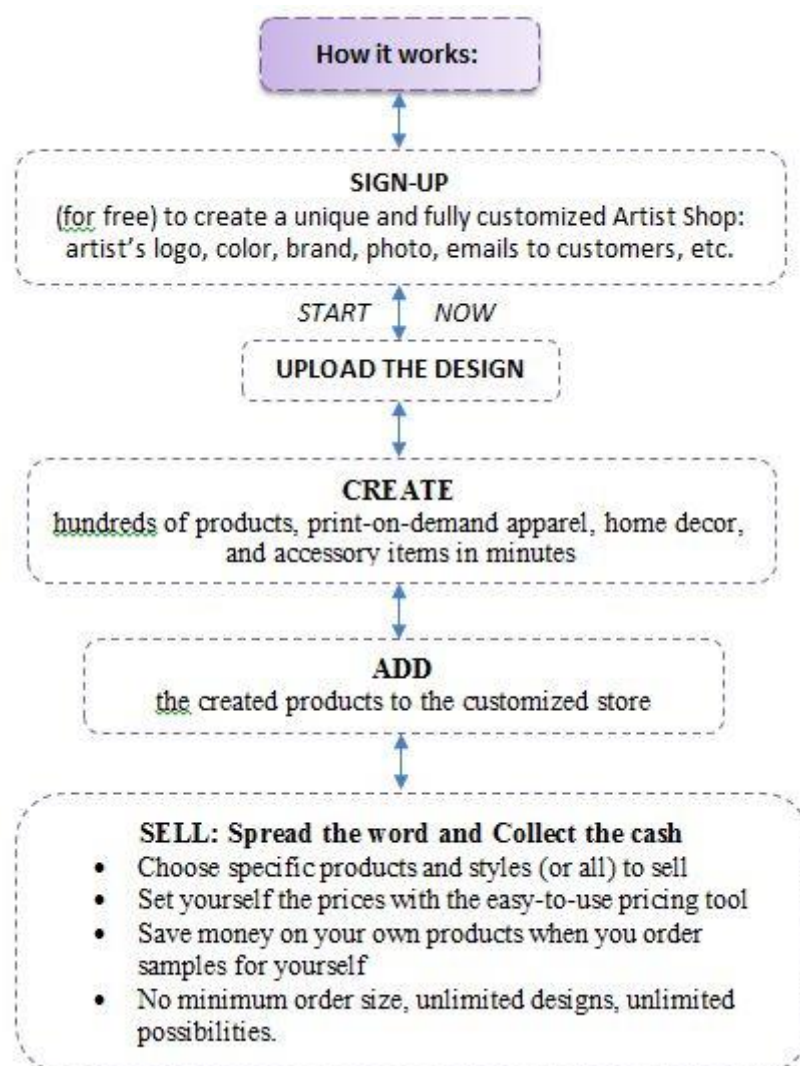 How it works:
SIGN-UP
(for free) to create a unique and fully customized Artist Shop:
artist's logo, color, brand, photo, emails to customers, etc.
START NOW
UPLOAD THE DESIGN
CREATE
hundreds of products, print-on-demand apparel, home decor,
and accessory items in minutes
ADD
the created products to the customized store
SELL: Spread the word and Collect the cash
• Choose specific products and styles (or all) to sell
• Set yourself the prices with the easy-to-use pricing tool
• Save money on your own products when you order
samples for yourself
• No minimum order size, unlimited designs, unlimited
possibilities.